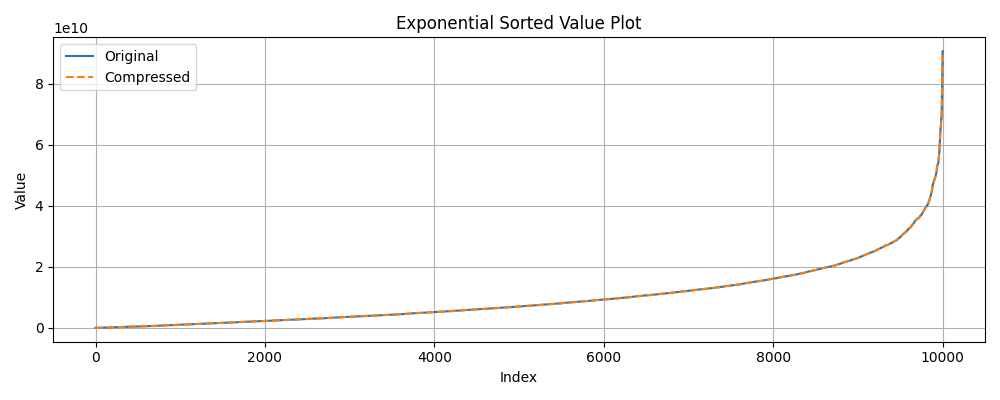 Exponential Sorted Value Plot
1e10
Original
Compressed
8
6
4
2
0
Value
0 2000 4000 6000 8000 10000
Index